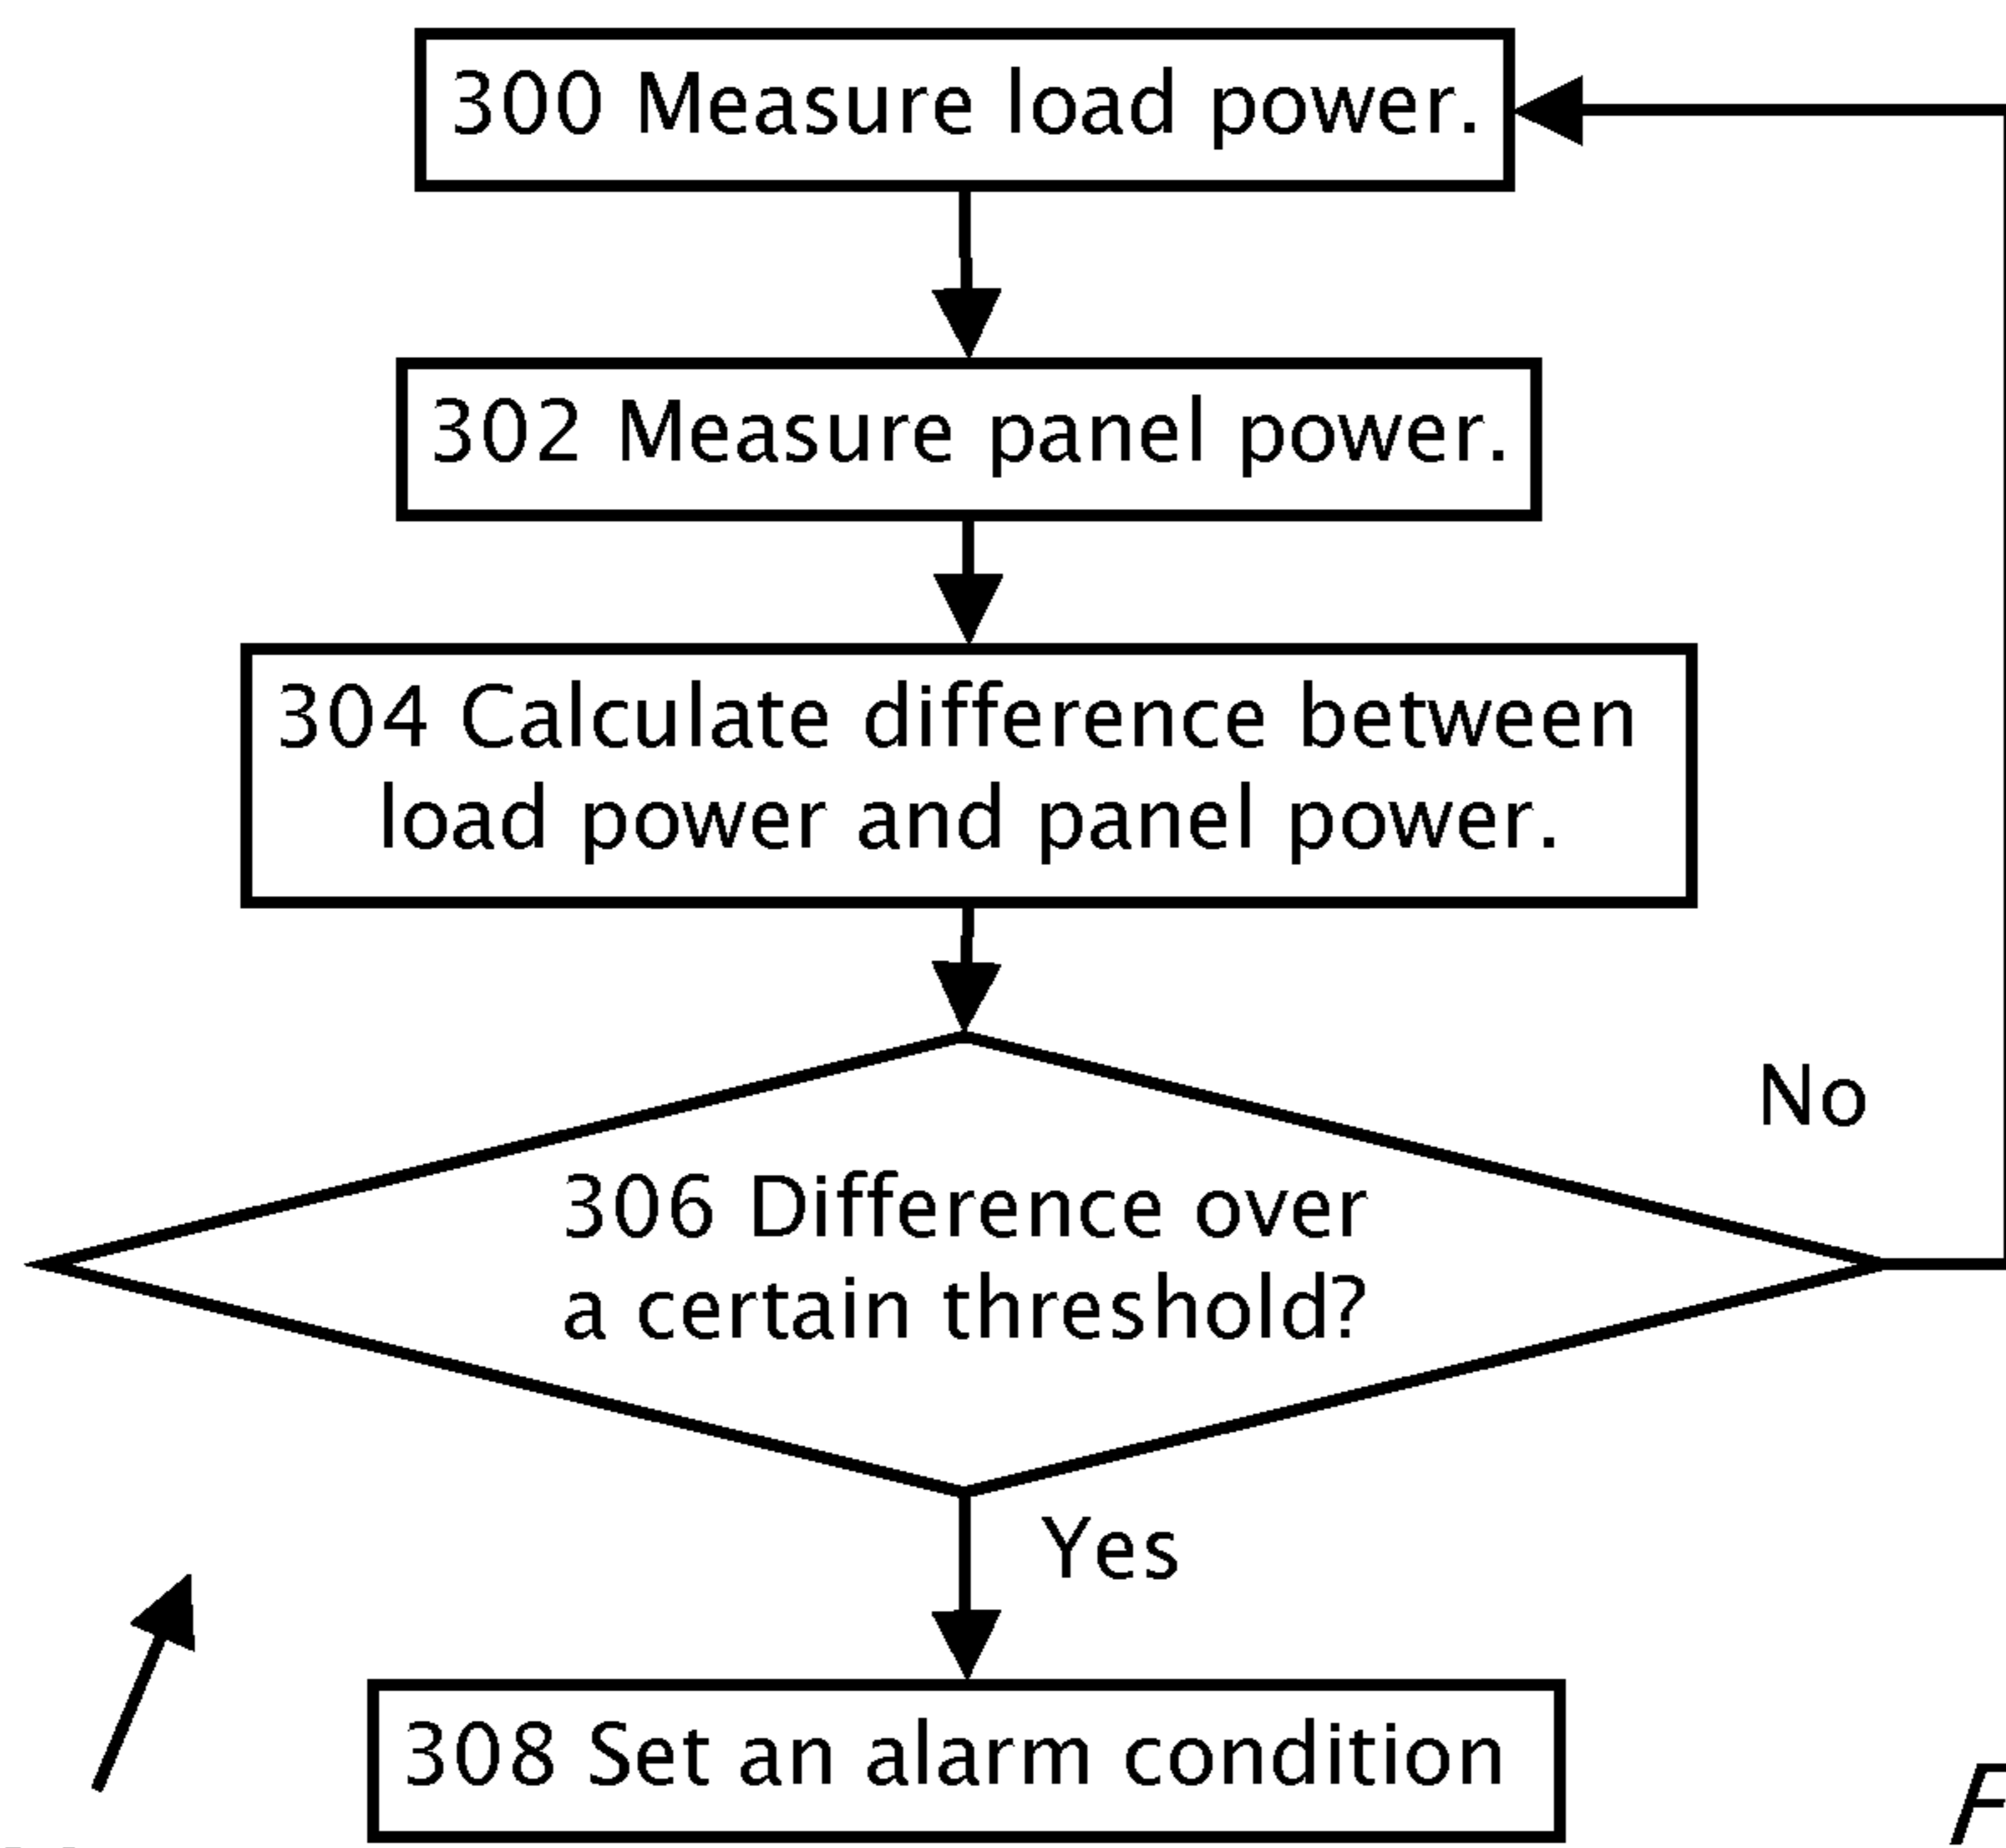 300 Measure load power.
302 Measure panel power.
304 Calculate difference between
load power and panel power.
No
306 Difference over
a certain threshold?
Yes
308 Set an alarm condition
F